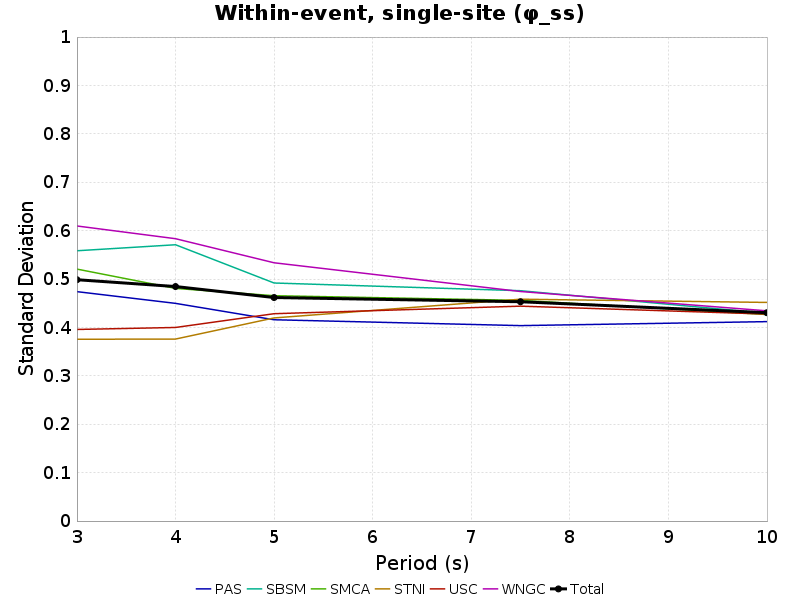 Within-event, single-site (φ_ss)
1
0.9
0.8
0.7
0.6
0.5
0.4
0.3
0.2
0.1
0
Standard Deviation
3 4 5 6 7 8 9 10
Period (s)
PAS SBSM SMCA STNI USC WNGC Total